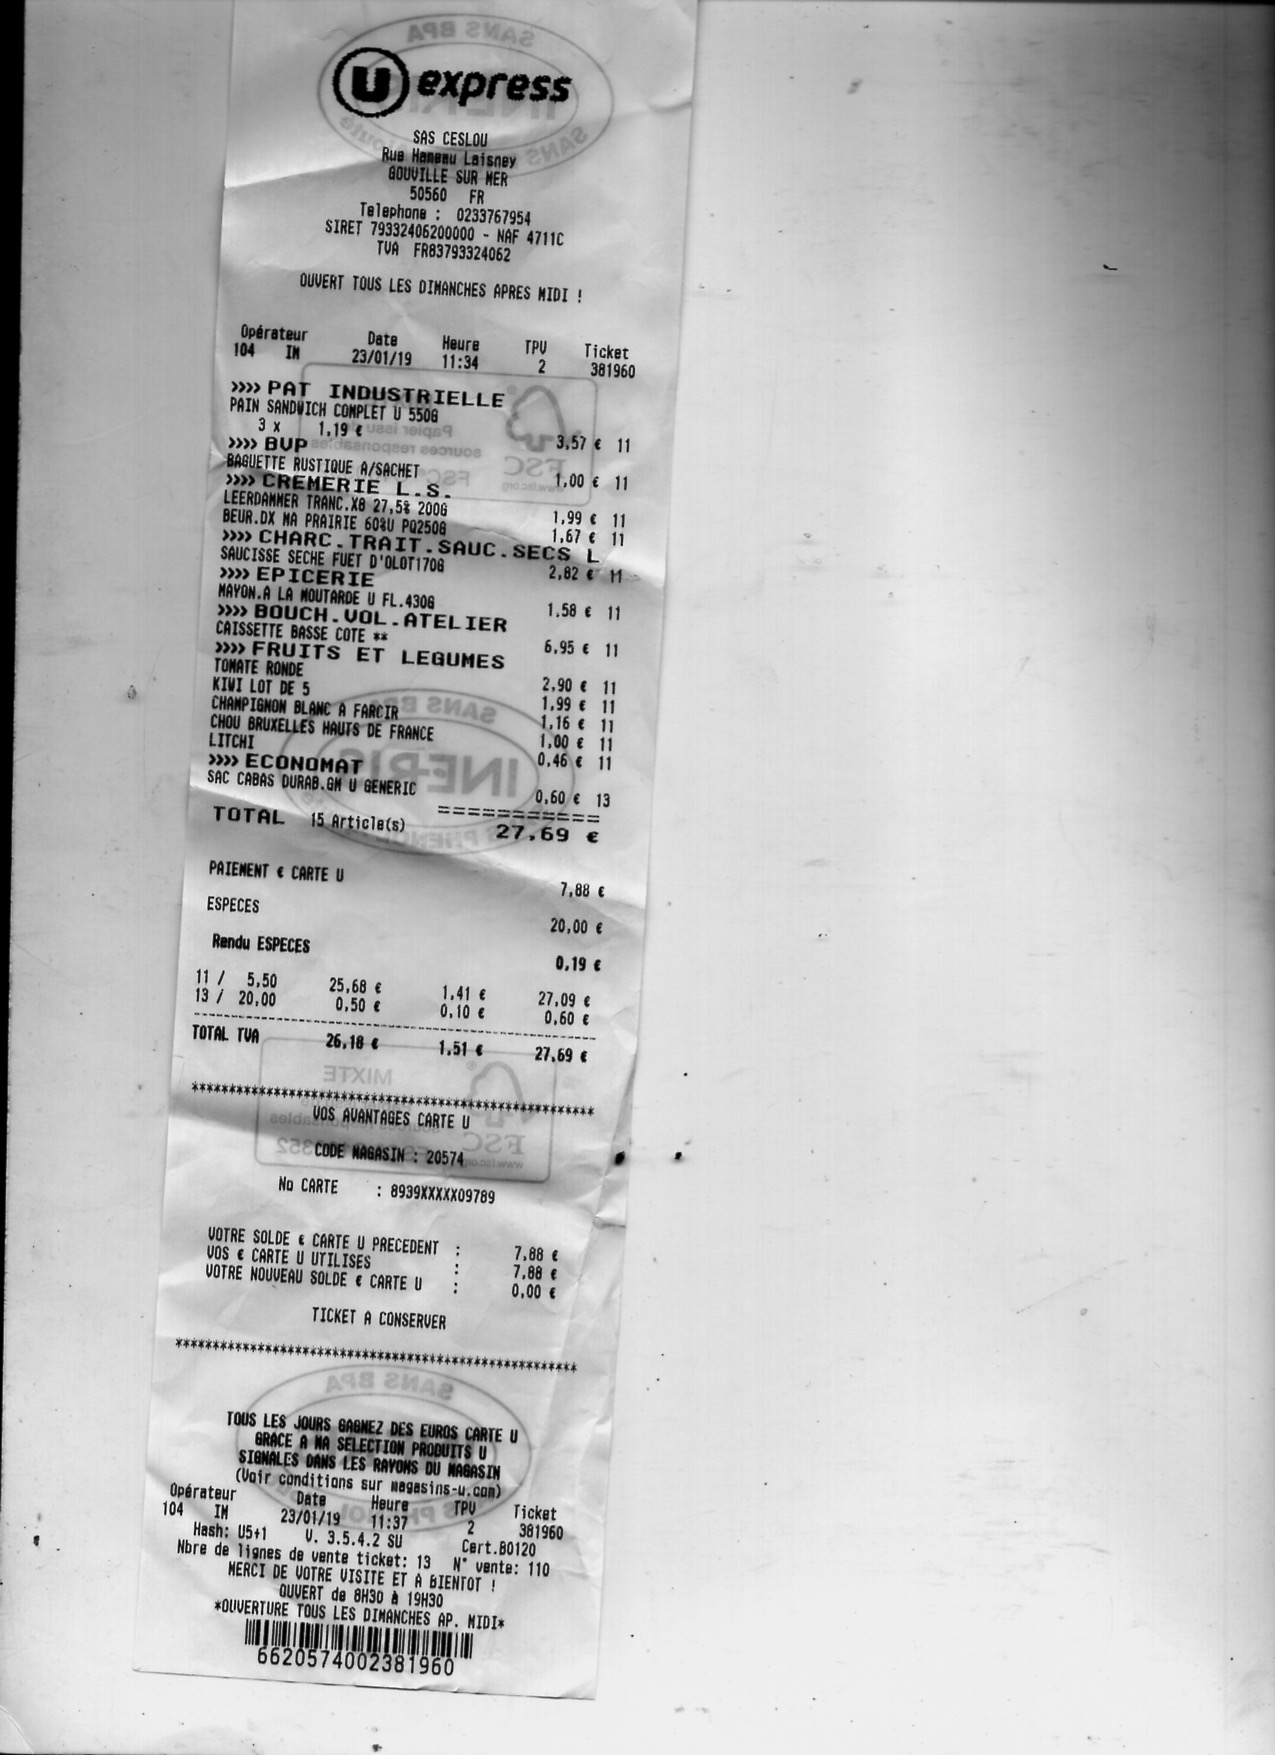 U express
SAS CESLOU
Rue Hameau Laisney
GOUVILLE SUR MER
50560 FR
Telephone : 0233767954
SIRET 79332406200000 - NAF 4711C
TVA FR83793324062
OUVERT TOUS LES DIMANCHES APRES MIDI !
Opérateur Date Heure TPV Ticket
104 IM 23/01/19 11:34 2 381960
>>>> PAT INDUSTRIELLE
PAIN SANDWICH COMPLET U 550G
3 x 1,19 € 3,57 € 11
>>>> BVP
BAGUETTE RUSTIQUE A/SACHET 1,00 € 11
>>>> CREMERIE L.S.
LEERDAMMER TRANC.X8 27,5% 200G 1,99 € 11
BEUR.DX MA PRAIRIE 60%U PQ250G 1,67 € 11
>>>> CHARC.TRAIT.SAUC.SECS L
SAUCISSE SECHE FUET D'OLOT170G 2,82 € 11
>>>> EPICERIE
MAYON.A LA MOUTARDE U FL.430G 1.58 € 11
>>>> BOUCH.VOL.ATELIER
CAISSETTE BASSE COTE ** 6,95 € 11
>>>> FRUITS ET LEGUMES
TOMATE RONDE 2,90 € 11
KIWI LOT DE 5 1,99 € 11
CHAMPIGNON BLANC A FARCIR 1,16 € 11
CHOU BRUXELLES HAUTS DE FRANCE 1,00 € 11
LITCHI 0,46 € 11
>>>> ECONOMAT
SAC CABAS DURAB.GM U GENERIC 0,60 € 13
===========
TOTAL 15 Article(s) 27,69 €
PAIEMENT € CARTE U 7,88 €
ESPECES 20,00 €
Rendu ESPECES 0,19 €
11 / 5,50 25,68 € 1,41 € 27,09 €
13 / 20,00 0,50 € 0,10 € 0,60 €
TOTAL TVA 26,18 € 1,51 € 27,69 €
******************************************************
VOS AVANTAGES CARTE U
CODE MAGASIN : 20574
No CARTE : 8939XXXXX09789
VOTRE SOLDE € CARTE U PRECEDENT : 7,88 €
VOS € CARTE U UTILISES : 7,88 €
VOTRE NOUVEAU SOLDE € CARTE U : 0,00 €
TICKET A CONSERVER
******************************************************
TOUS LES JOURS GAGNEZ DES EUROS CARTE U
GRACE A MA SELECTION PRODUITS U
SIGNALES DANS LES RAYONS DU MAGASIN
(Voir conditions sur magasins-u.com)
Opérateur Date Heure TPV Ticket
104 IM 23/01/19 11:37 2 381960
Hash: U5+1 V. 3.5.4.2 SU Cert.B0120
Nbre de lignes de vente ticket: 13 N° vente: 110
MERCI DE VOTRE VISITE ET A BIENTOT !
OUVERT de 8H30 à 19H30
*OUVERTURE TOUS LES DIMANCHES AP. MIDI*
6620574002381960